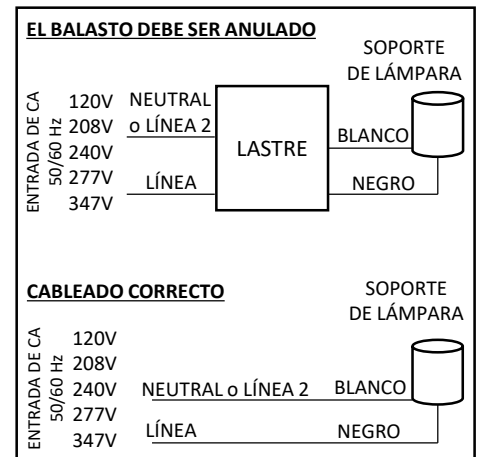 EL BALASTO DEBE SER ANULADO
SOPORTE
DE LÁMPARA
ENTRADA DE CA
50/60 Hz
120V
208V
240V
277V
347V
NEUTRAL
o LÍNEA 2
LÍNEA
LASTRE
BLANCO
NEGRO
CABLEADO CORRECTO
SOPORTE
DE LÁMPARA
ENTRADA DE CA
50/60 Hz
120V
208V
240V
277V
347V
NEUTRAL o LÍNEA 2
BLANCO
LÍNEA
NEGRO